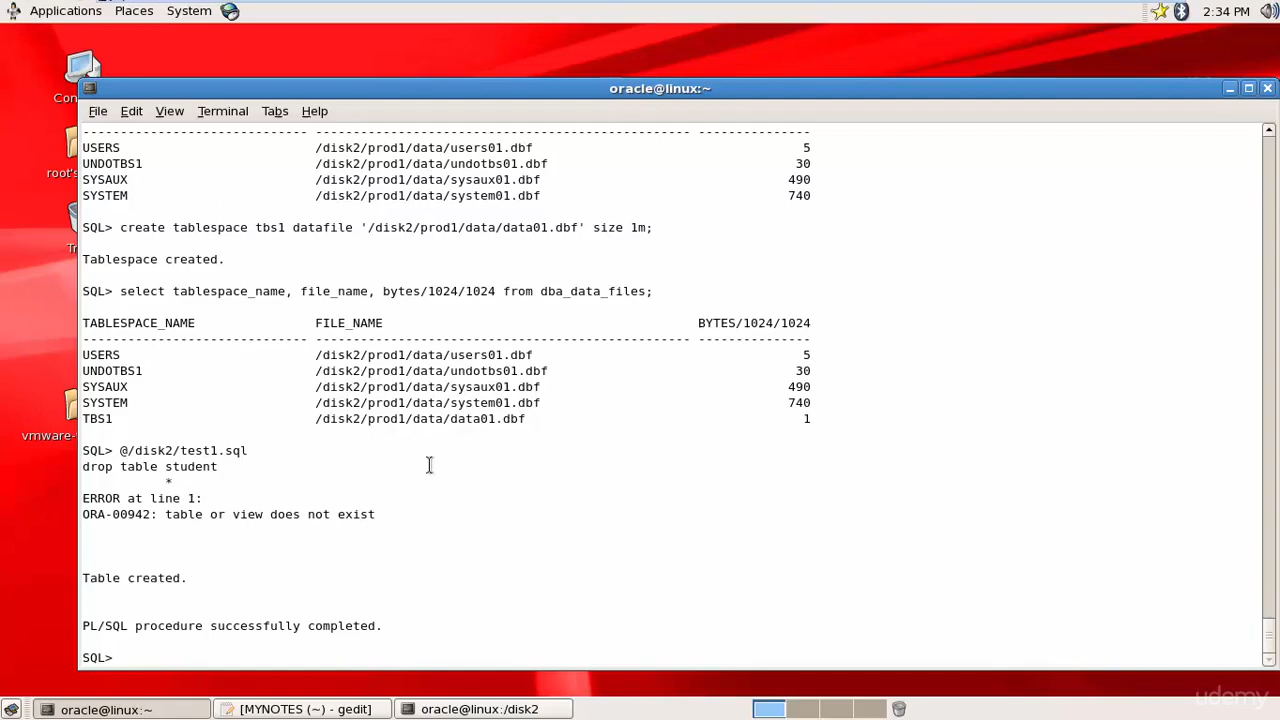 Applications Places System 2:34 PM
Con
root's
Tr
vmware-
oracle@linux:~
File Edit View Terminal Tabs Help
------------------------------ -------------------------------------------------- ---------------
USERS /disk2/prod1/data/users01.dbf 5
UNDOTBS1 /disk2/prod1/data/undotbs01.dbf 30
SYSAUX /disk2/prod1/data/sysaux01.dbf 490
SYSTEM /disk2/prod1/data/system01.dbf 740
SQL> create tablespace tbs1 datafile '/disk2/prod1/data/data01.dbf' size 1m;
Tablespace created.
SQL> select tablespace_name, file_name, bytes/1024/1024 from dba_data_files;
TABLESPACE_NAME FILE_NAME BYTES/1024/1024
------------------------------ -------------------------------------------------- ---------------
USERS /disk2/prod1/data/users01.dbf 5
UNDOTBS1 /disk2/prod1/data/undotbs01.dbf 30
SYSAUX /disk2/prod1/data/sysaux01.dbf 490
SYSTEM /disk2/prod1/data/system01.dbf 740
TBS1 /disk2/prod1/data/data01.dbf 1
SQL> @/disk2/test1.sql
drop table student
*
ERROR at line 1:
ORA-00942: table or view does not exist
Table created.
PL/SQL procedure successfully completed.
SQL>
oracle@linux:~ [MYNOTES (~) - gedit] oracle@linux:/disk2
udemy